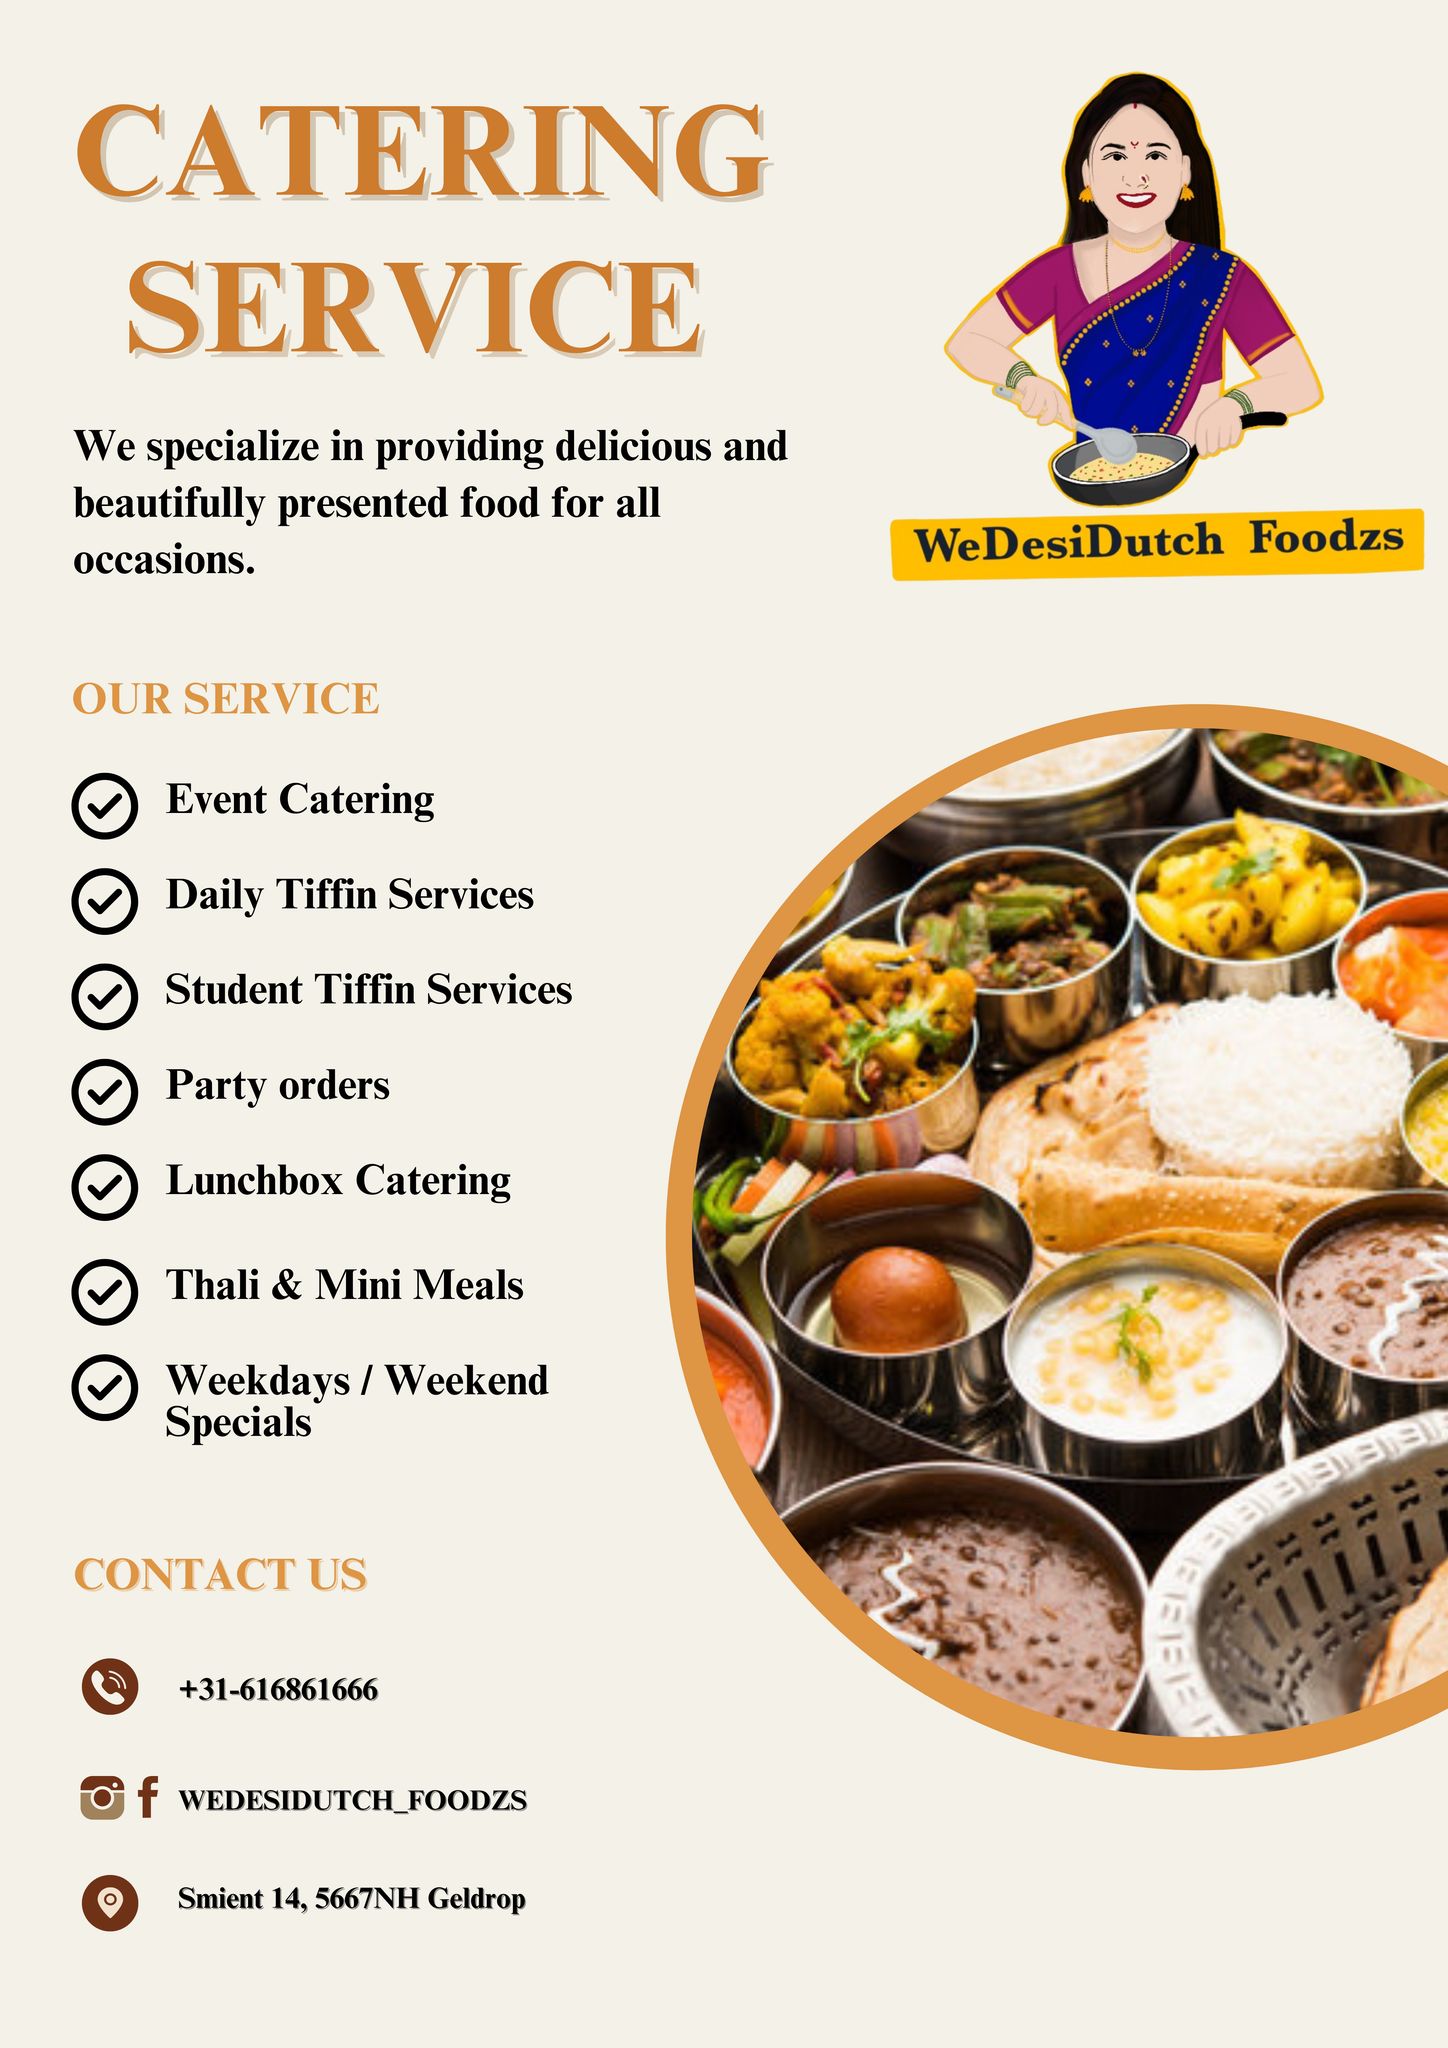 CATERING
SERVICE
We specialize in providing delicious and
beautifully presented food for all
occasions.
WeDesiDutch Foodzs
OUR SERVICE
Event Catering
Daily Tiffin Services
Student Tiffin Services
Party orders
Lunchbox Catering
Thali & Mini Meals
Weekdays / Weekend
Specials
CONTACT US
+31-616861666
WEDESIDUTCH_FOODZS
Smient 14, 5667NH Geldrop